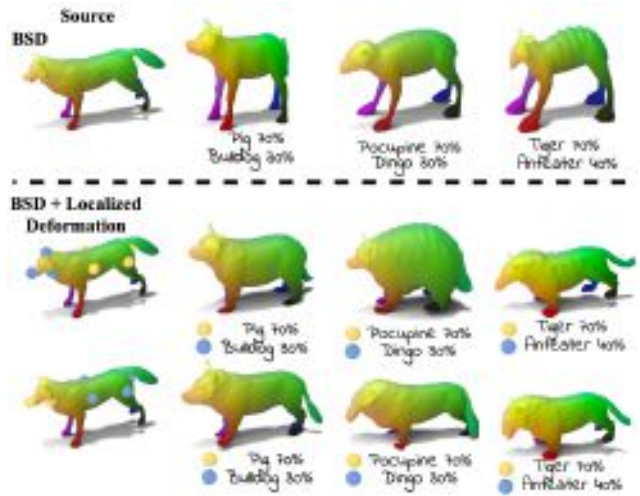 Source
BSD
Pig 70%
Bulldog 30%
Pocupine 70%
Dingo 30%
Tiger 70%
Anteater 40%
BSD + Localized
Deformation
Pig 70%
Bulldog 30%
Pocupine 70%
Dingo 30%
Tiger 70%
Anteater 40%
Pig 70%
Bulldog 30%
Pocupine 70%
Dingo 30%
Tiger 70%
Anteater 40%